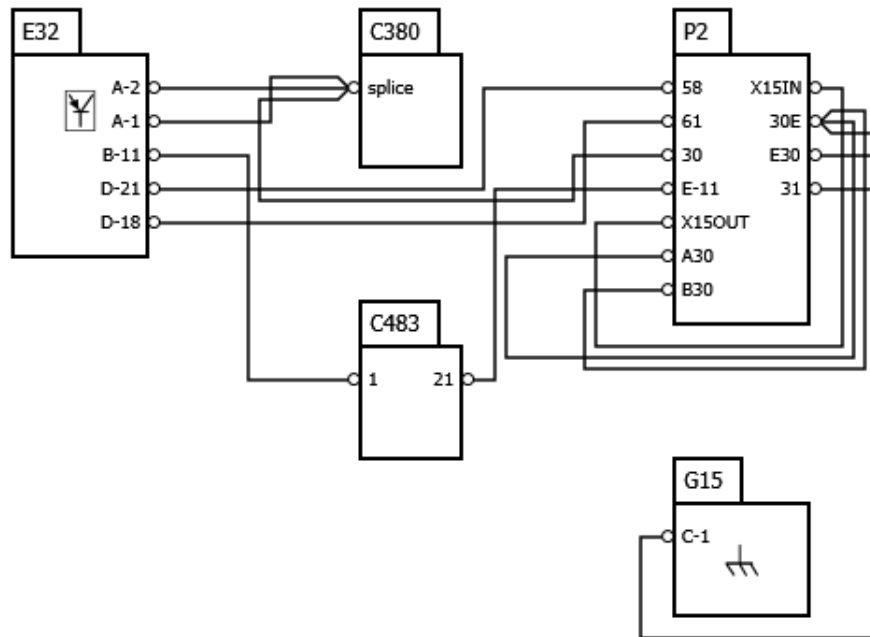 E32
A-2
A-1
B-11
D-21
D-18
C380
splice
P2
58
61
30
E-11
X15OUT
A30
B30
X15IN
30E
E30
31
C483
1
21
G15
C-1